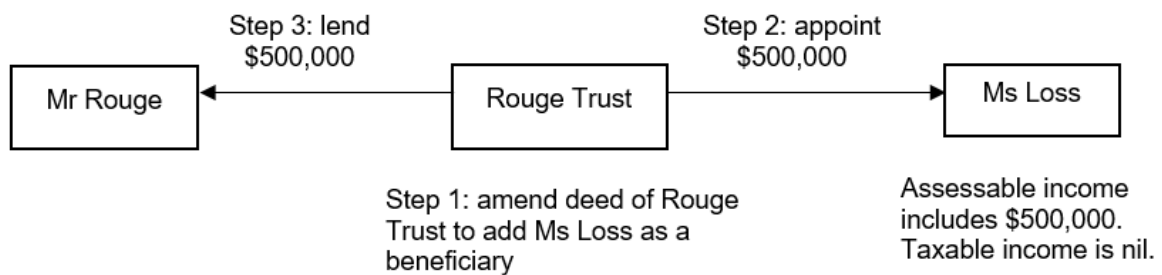 Step 3: lend
$500,000
Step 2: appoint
$500,000
Mr Rouge
Rouge Trust
Ms Loss
Step 1: amend deed of Rouge
Trust to add Ms Loss as a
beneficiary
Assessable income
includes $500,000.
Taxable income is nil.